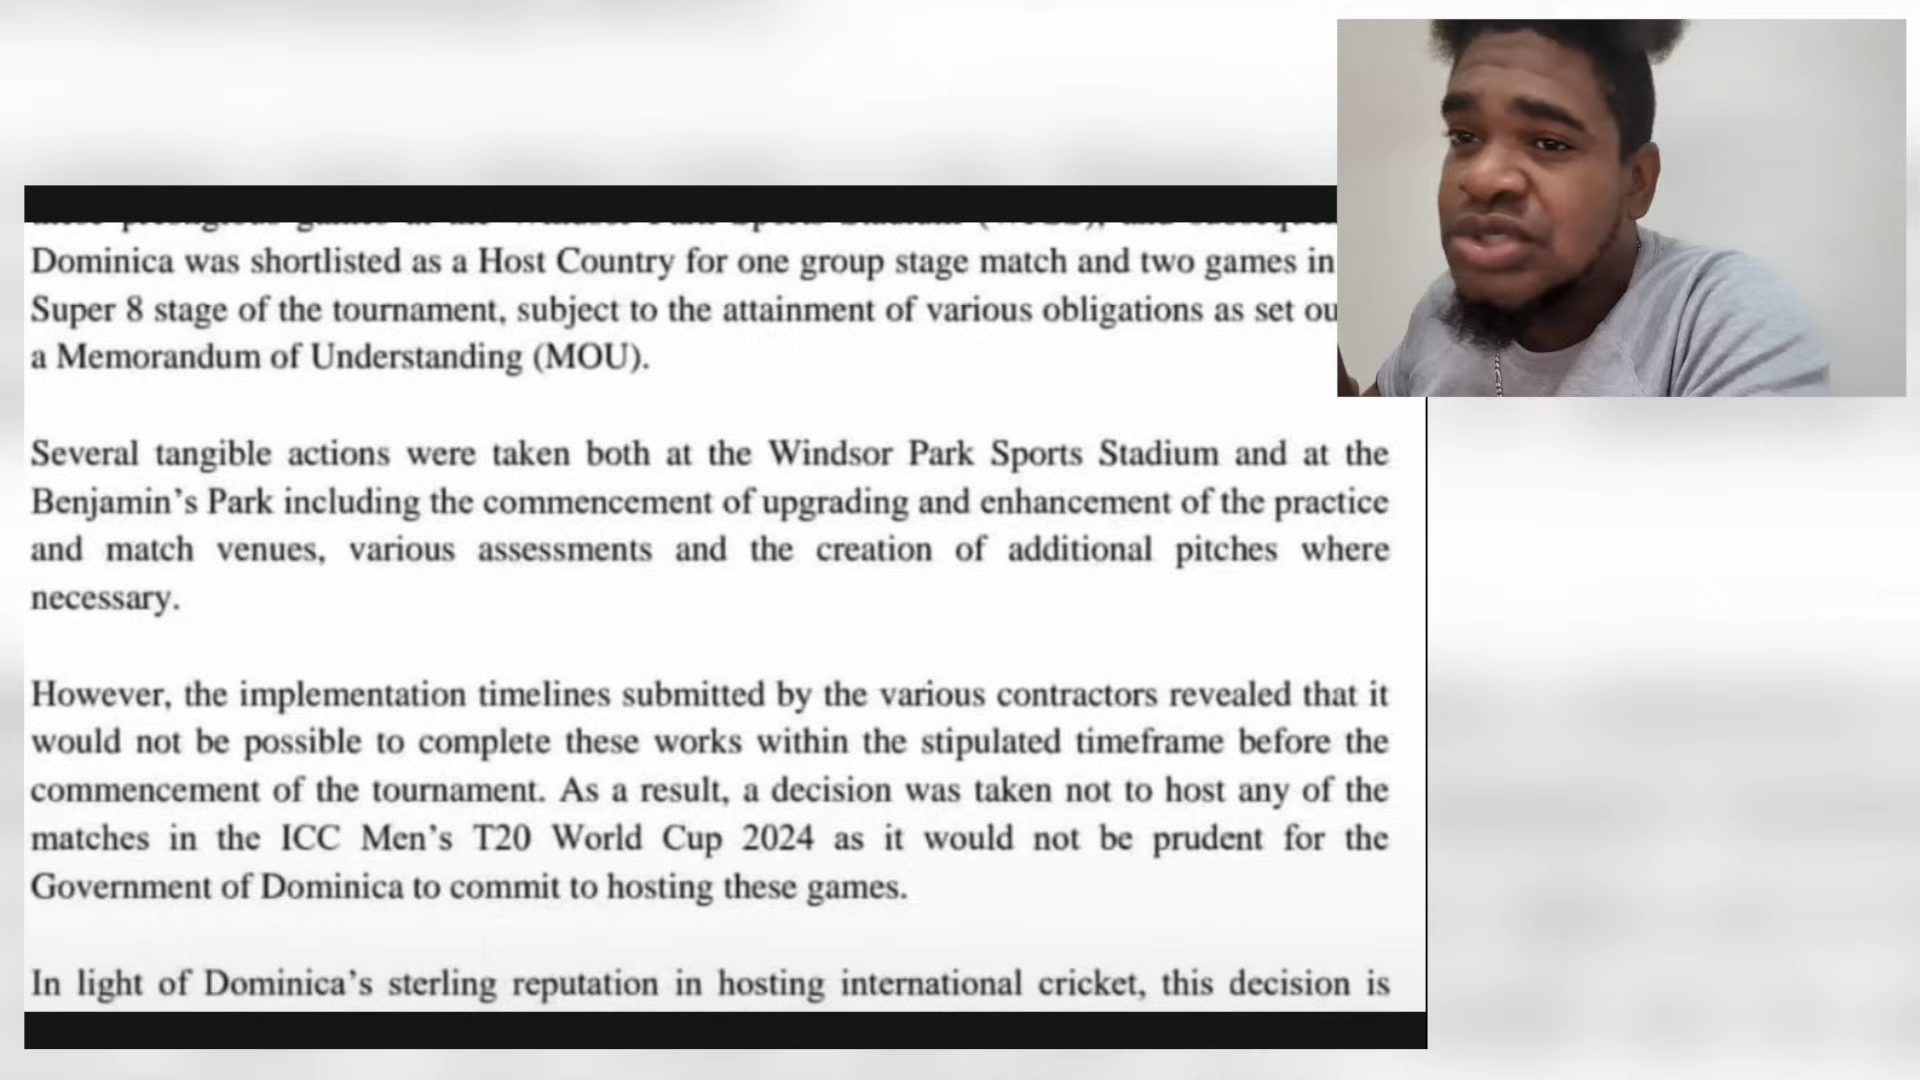 Dominica was shortlisted as a Host Country for one group stage match and two games in
Super 8 stage of the tournament, subject to the attainment of various obligations as set
a Memorandum of Understanding (MOU).
Several tangible actions were taken both at the Windsor Park Sports Stadium and at the
Benjamin’s Park including the commencement of upgrading and enhancement of the practice
and match venues, various assessments and the creation of additional pitches where
necessary.
However, the implementation timelines submitted by the various contractors revealed that it
would not be possible to complete these works within the stipulated timeframe before the
commencement of the tournament. As a result, a decision was taken not to host any of the
matches in the ICC Men’s T20 World Cup 2024 as it would not be prudent for the
Government of Dominica to commit to hosting these games.
In light of Dominica’s sterling reputation in hosting international cricket, this decision is